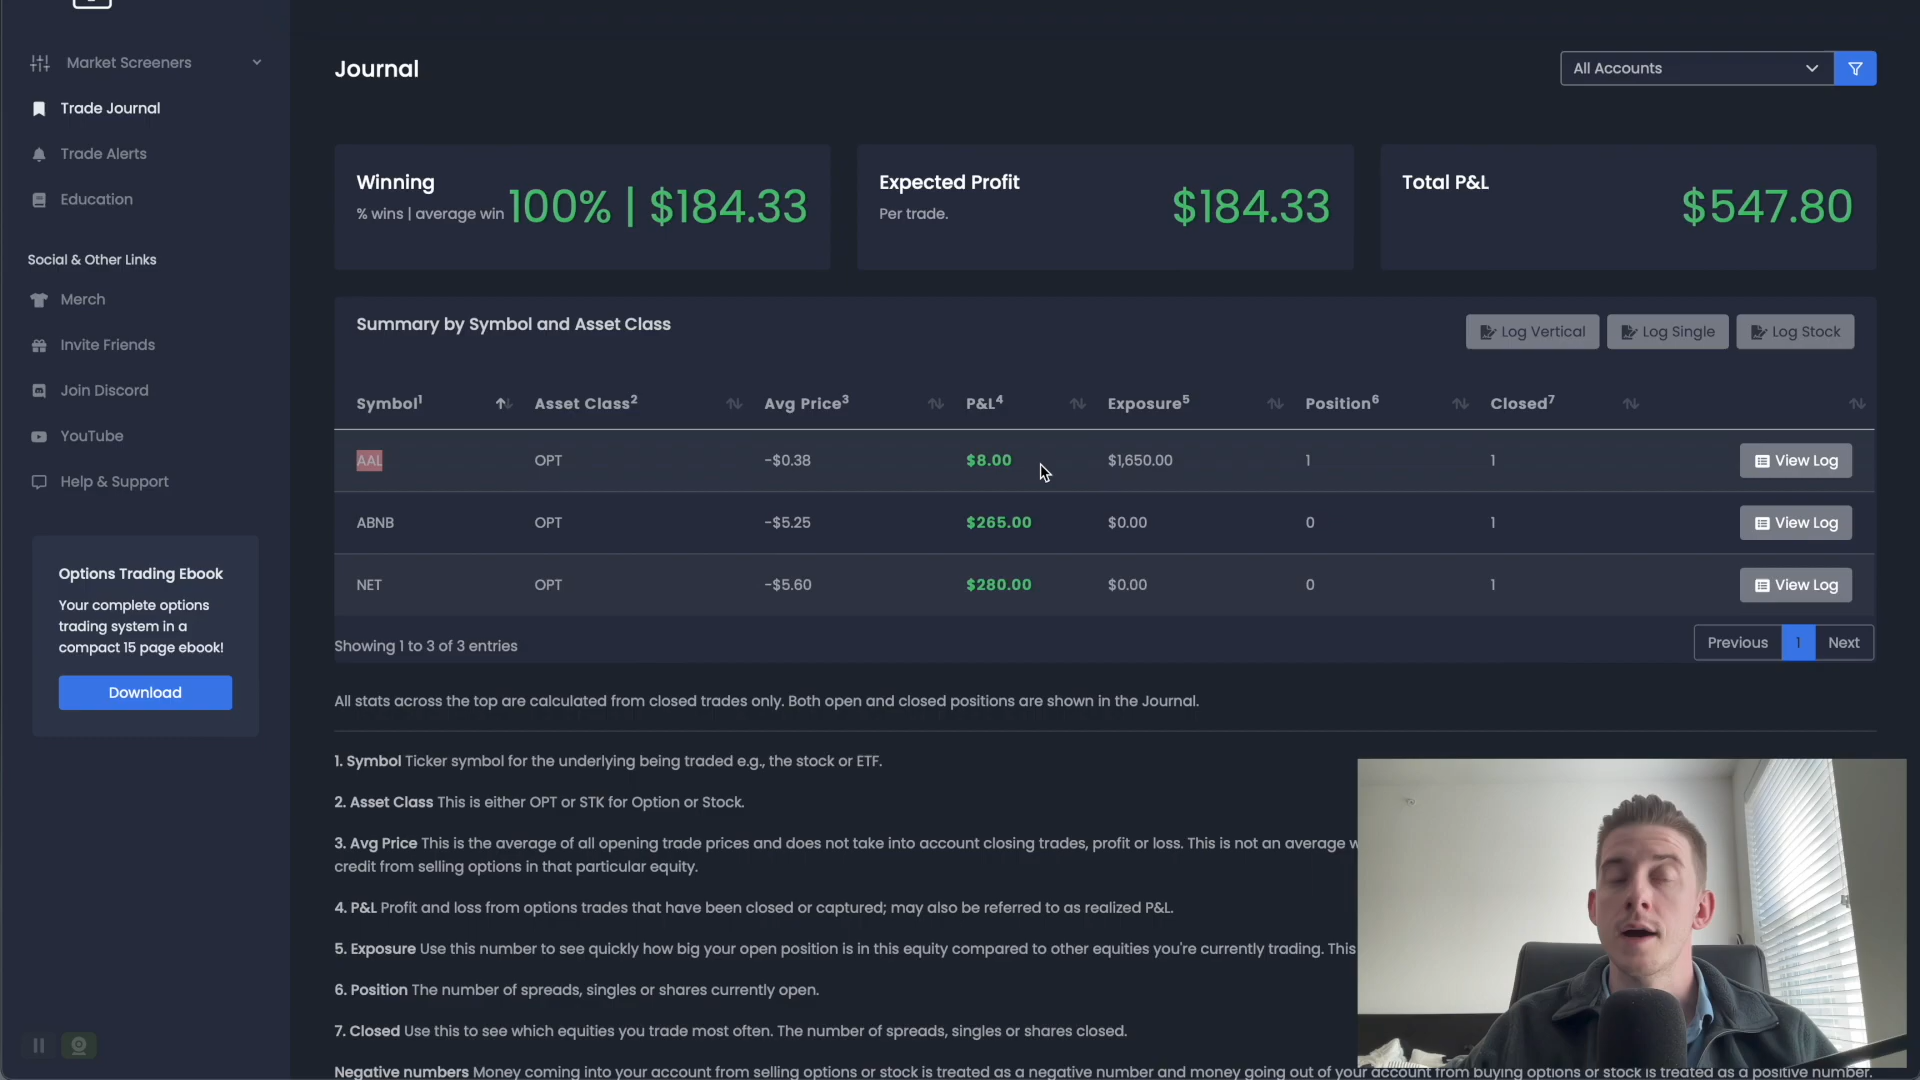 Market Screeners
Trade Journal
Trade Alerts
Education
Social & Other Links
Merch
Invite Friends
Join Discord
YouTube
Help & Support
Options Trading Ebook
Your complete options
trading system in a
compact 15 page ebook!
Download
Journal
All Accounts
Winning
% wins | average win
100% | $184.33
Expected Profit
Per trade.
$184.33
Total P&L
$547.80
Summary by Symbol and Asset Class
Log Vertical Log Single Log Stock
Symbol¹ Asset Class² Avg Price³ P&L⁴ Exposure⁵ Position⁶ Closed⁷
AAL OPT -$0.38 $8.00 $1,650.00 1 1 View Log
ABNB OPT -$5.25 $265.00 $0.00 0 1 View Log
NET OPT -$5.60 $280.00 $0.00 0 1 View Log
Showing 1 to 3 of 3 entries
Previous 1 Next
All stats across the top are calculated from closed trades only. Both open and closed positions are shown in the Journal.
1. Symbol Ticker symbol for the underlying being traded e.g., the stock or ETF.
2. Asset Class This is either OPT or STK for Option or Stock.
3. Avg Price This is the average of all opening trade prices and does not take into account closing trades, profit or loss. This is not an average
credit from selling options in that particular equity.
4. P&L Profit and loss from options trades that have been closed or captured; may also be referred to as realized P&L.
5. Exposure Use this number to see quickly how big your open position is in this equity compared to other equities you're currently trading. This
6. Position The number of spreads, singles or shares currently open.
7. Closed Use this to see which equities you trade most often. The number of spreads, singles or shares closed.
Negative numbers Money coming into your account from selling options or stock is treated as a negative number and money going out of your account from buying options or stock is treated as a positive number.